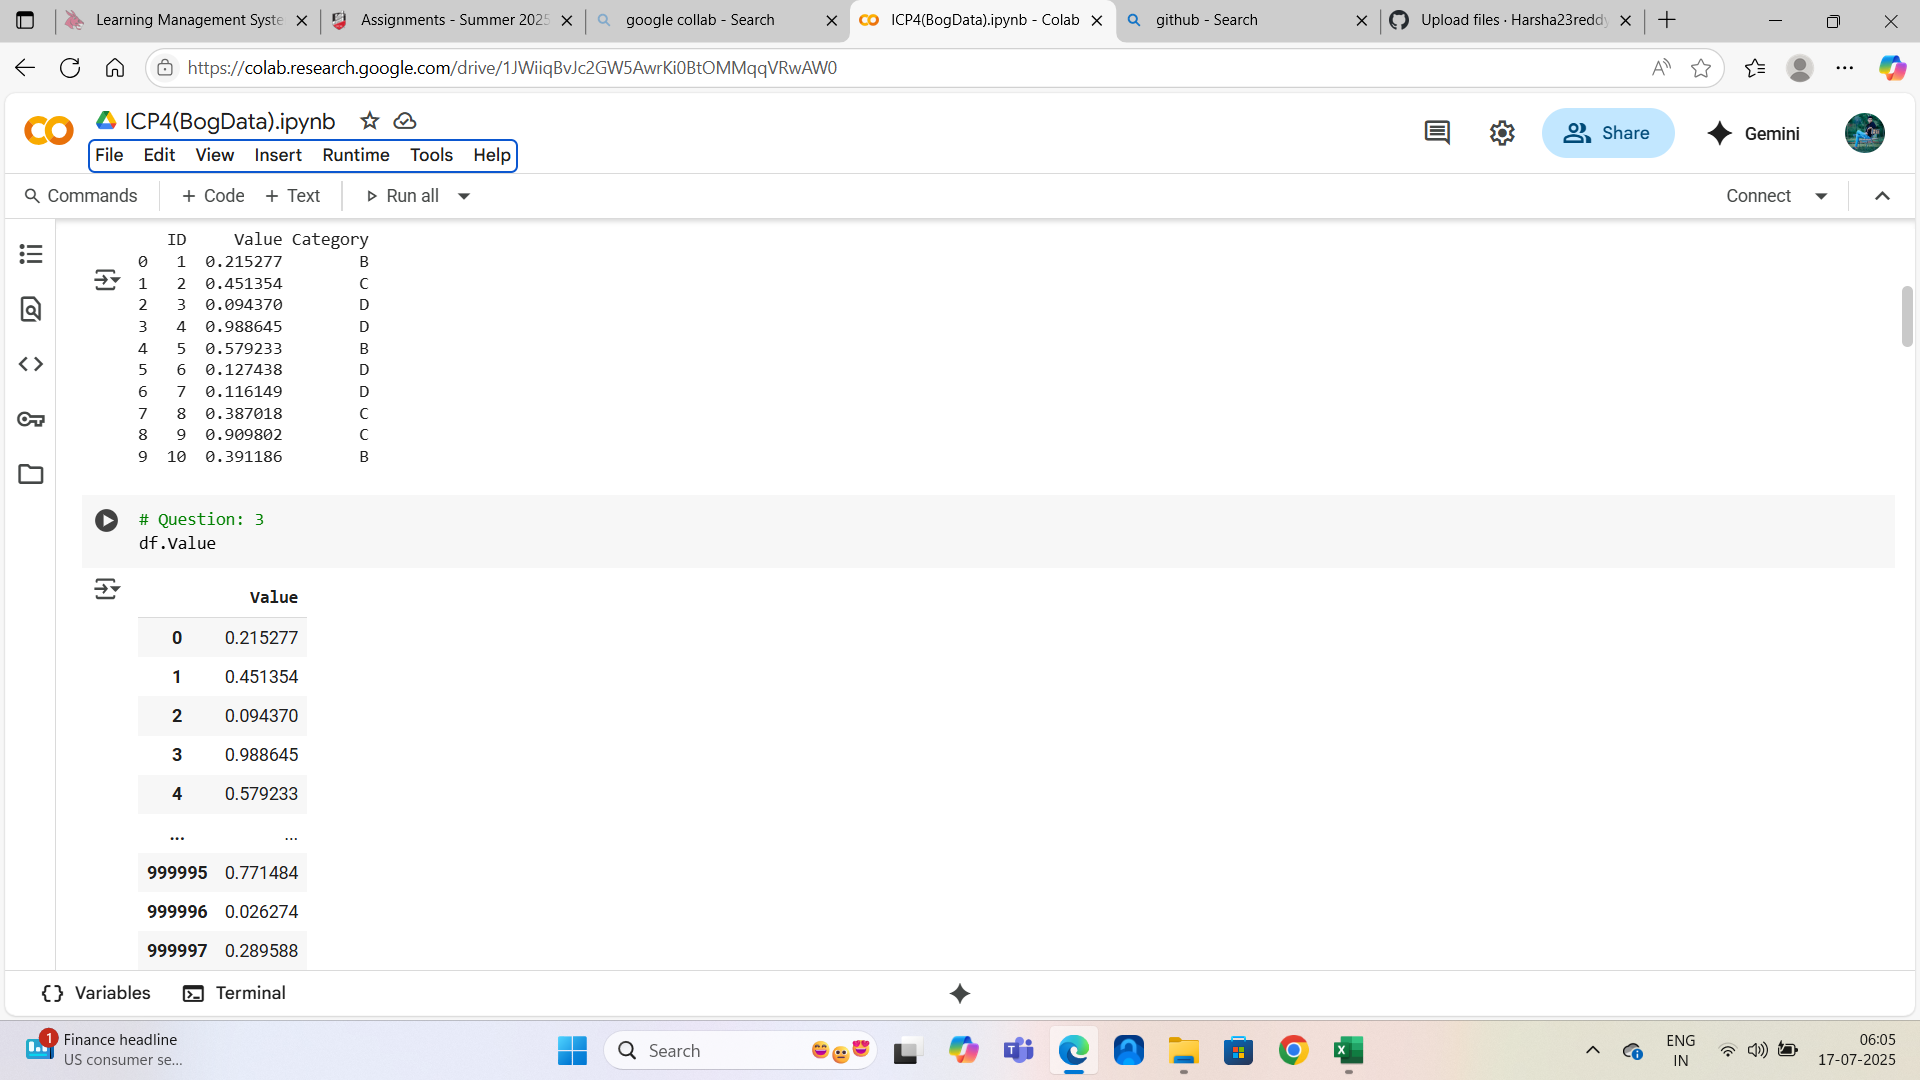 Learning Management Syste
Assignments - Summer 2025
google collab - Search
ICP4(BogData).ipynb - Colab
github - Search
Upload files · Harsha23reddy
https://colab.research.google.com/drive/1JWiiqBvJc2GW5AwrKi0BtOMMqqVRwAW0
ICP4(BogData).ipynb
File Edit View Insert Runtime Tools Help
Share
Gemini
Commands + Code + Text Run all
Connect
ID Value Category
0 1 0.215277 B
1 2 0.451354 C
2 3 0.094370 D
3 4 0.988645 D
4 5 0.579233 B
5 6 0.127438 D
6 7 0.116149 D
7 8 0.387018 C
8 9 0.909802 C
9 10 0.391186 B
# Question: 3
df.Value
Value
0 0.215277
1 0.451354
2 0.094370
3 0.988645
4 0.579233
... ...
999995 0.771484
999996 0.026274
999997 0.289588
Variables Terminal
1
Finance headline
US consumer se...
Search
ENG
IN
06:05
17-07-2025